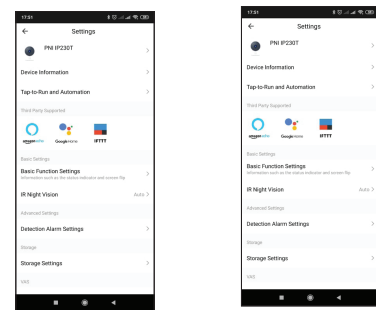 17:51
Settings
PNI IP230T
Device Information
Tap-to-Run and Automation
Third Party Supported
amazon echo
Google Home
IFTTT
Basic Settings
Basic Function Settings
Information such as the status indicator and screen flip
IR Night Vision
Auto
Advanced Settings
Detection Alarm Settings
Storage
Storage Settings
VAS
17:51
Settings
PNI IP230T
Device Information
Tap-to-Run and Automation
Third Party Supported
amazon echo
Google Home
IFTTT
Basic Settings
Basic Function Settings
Information such as the status indicator and screen flip
IR Night Vision
Auto
Advanced Settings
Detection Alarm Settings
Storage
Storage Settings
VAS